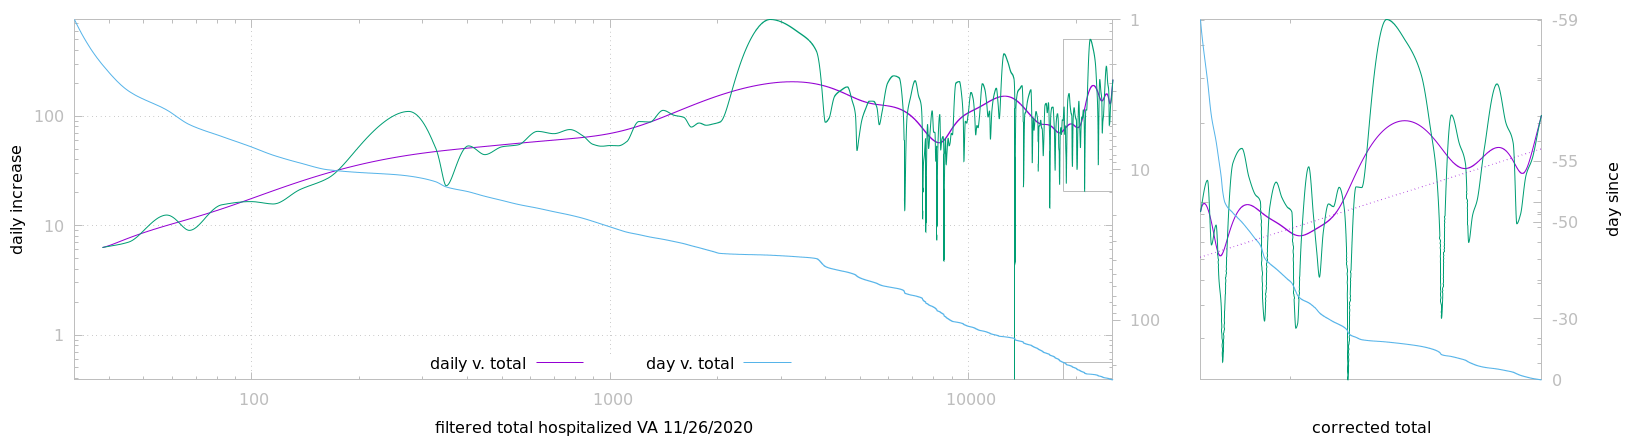 daily increase
100
10
1
daily v. total
day v. total
100
1000
10000
filtered total hospitalized VA 11/26/2020
1
10
100
-59
-55
-50
-30
0
day since
corrected total